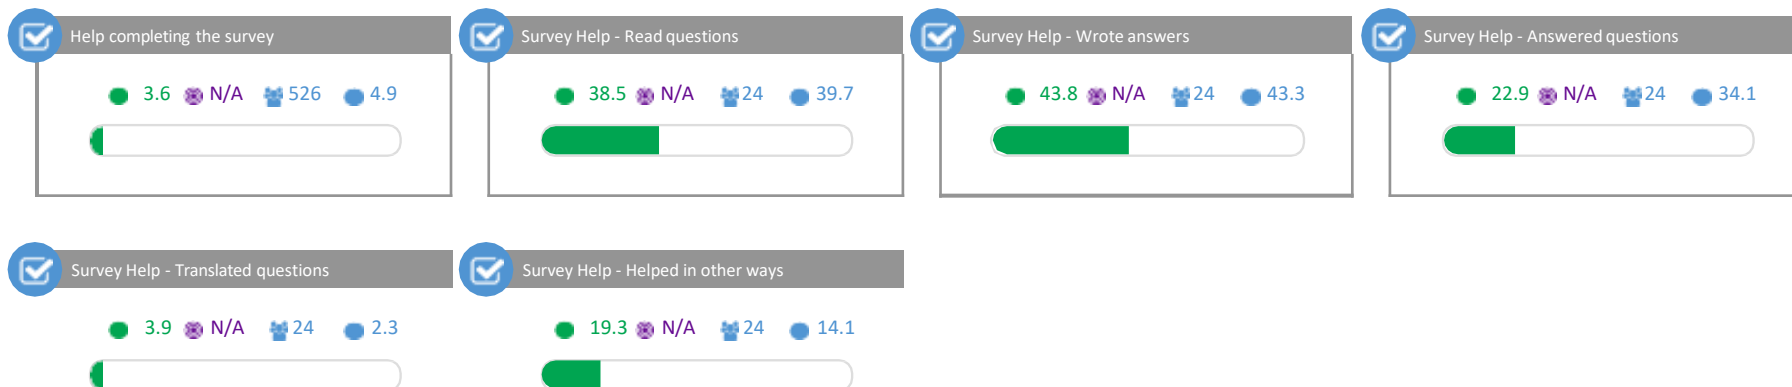 Help completing the survey
3.6 N/A 526 4.9
Survey Help - Read questions
38.5 N/A 24 39.7
Survey Help - Wrote answers
43.8 N/A 24 43.3
Survey Help - Answered questions
22.9 N/A 24 34.1
Survey Help - Translated questions
3.9 N/A 24 2.3
Survey Help - Helped in other ways
19.3 N/A 24 14.1